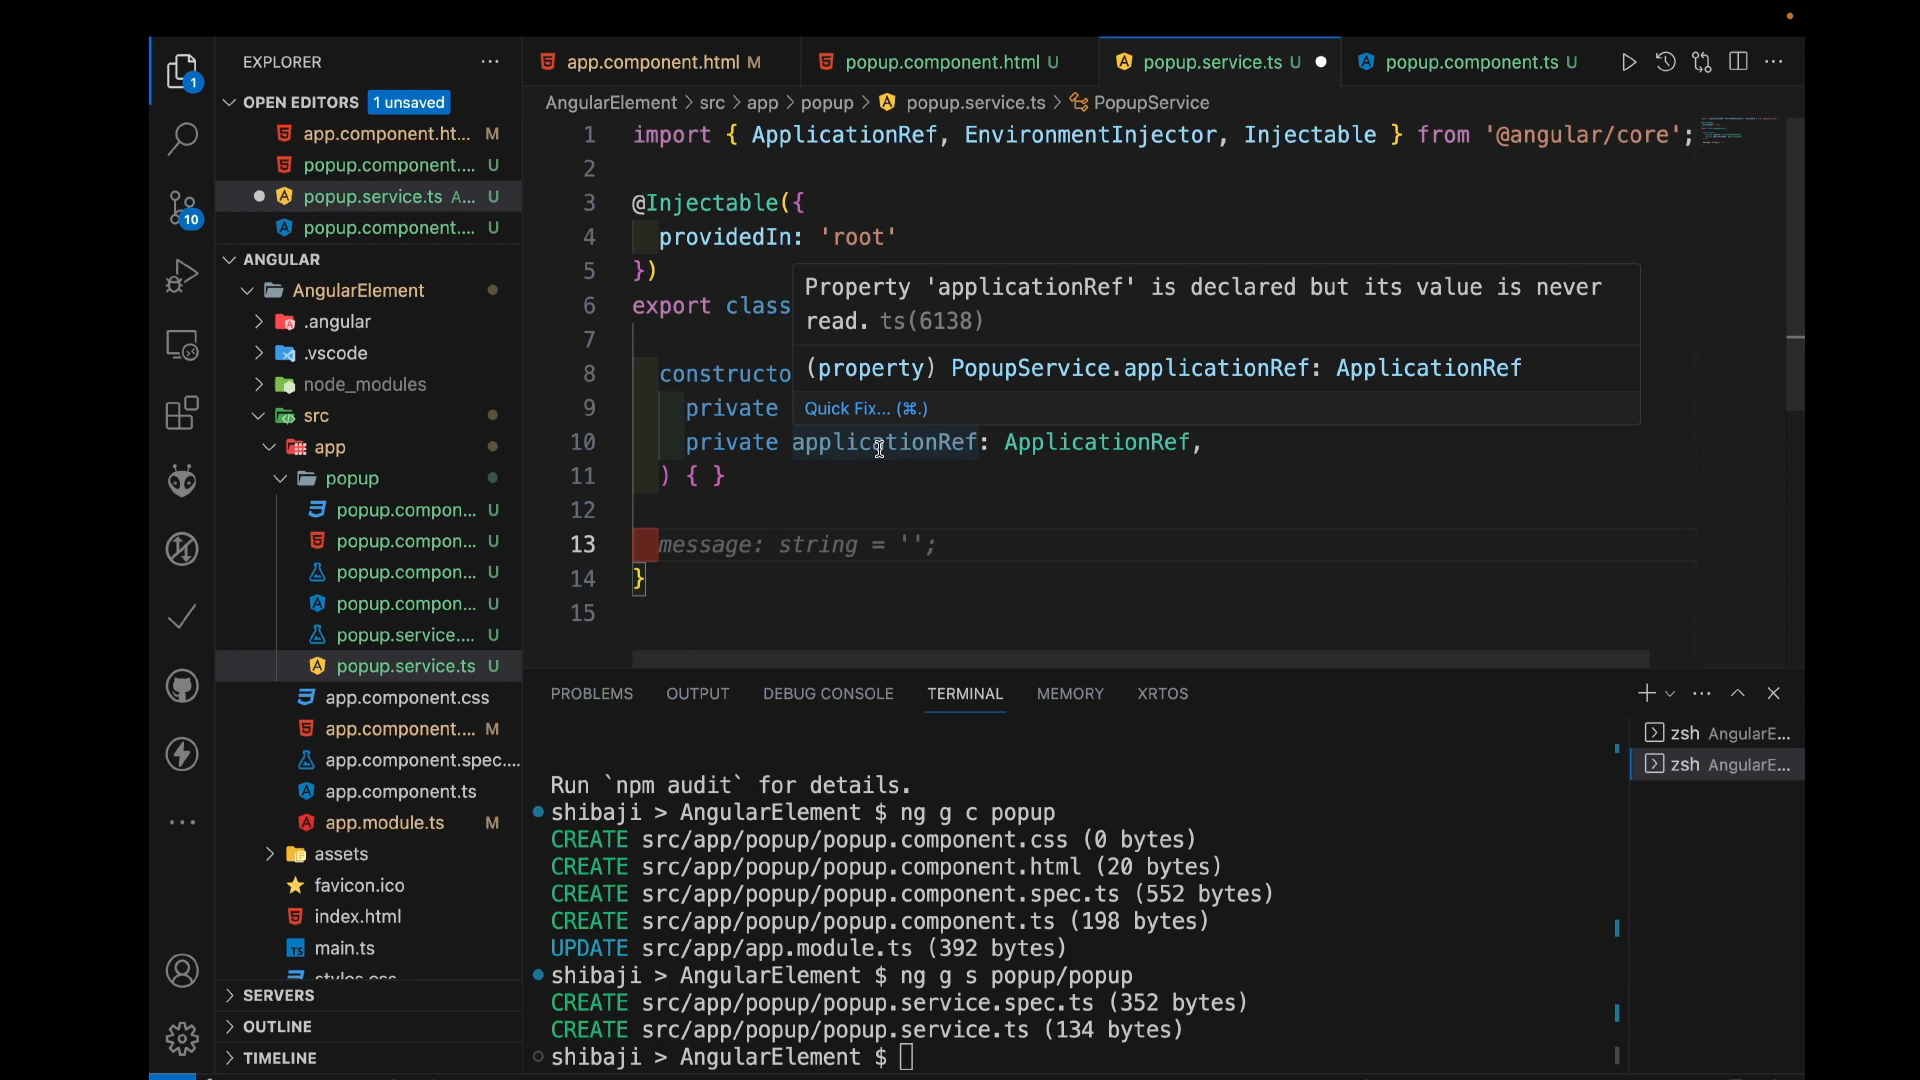 EXPLORER
OPEN EDITORS 1 unsaved
app.component.ht... M
popup.component.... U
popup.service.ts A... U
popup.component.... U
ANGULAR
AngularElement
.angular
.vscode
node_modules
src
app
popup
popup.compon... U
popup.compon... U
popup.compon... U
popup.compon... U
popup.service.... U
popup.service.ts U
app.component.css
app.component.... M
app.component.spec....
app.component.ts
app.module.ts M
assets
favicon.ico
index.html
TS main.ts
styles.css
SERVERS
OUTLINE
TIMELINE
1
10
app.component.html M
popup.component.html U
popup.service.ts U
popup.component.ts U
AngularElement > src > app > popup > popup.service.ts > PopupService
1 import { ApplicationRef, EnvironmentInjector, Injectable } from '@angular/core';
2
3 @Injectable({
4 providedIn: 'root'
5 })
6 export class
7
8 constructo
9 private
10 private applicationRef: ApplicationRef,
11 ) { }
12
13 message: string = '';
14 }
15
Property 'applicationRef' is declared but its value is never
read. ts(6138)
(property) PopupService.applicationRef: ApplicationRef
Quick Fix... (⌘.)
PROBLEMS OUTPUT DEBUG CONSOLE TERMINAL MEMORY XRTOS
Run `npm audit` for details.
shibaji > AngularElement $ ng g c popup
CREATE src/app/popup/popup.component.css (0 bytes)
CREATE src/app/popup/popup.component.html (20 bytes)
CREATE src/app/popup/popup.component.spec.ts (552 bytes)
CREATE src/app/popup/popup.component.ts (198 bytes)
UPDATE src/app/app.module.ts (392 bytes)
shibaji > AngularElement $ ng g s popup/popup
CREATE src/app/popup/popup.service.spec.ts (352 bytes)
CREATE src/app/popup/popup.service.ts (134 bytes)
shibaji > AngularElement $
zsh AngularE...
zsh AngularE...